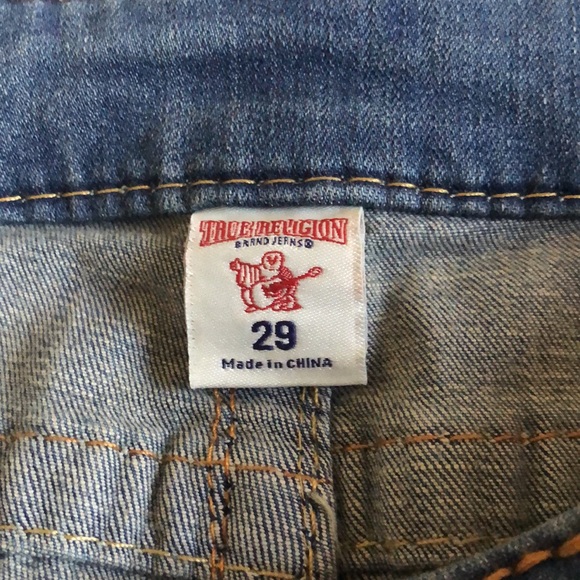 TRUE RELIGION
BRAND JEANS®
29
Made in CHINA